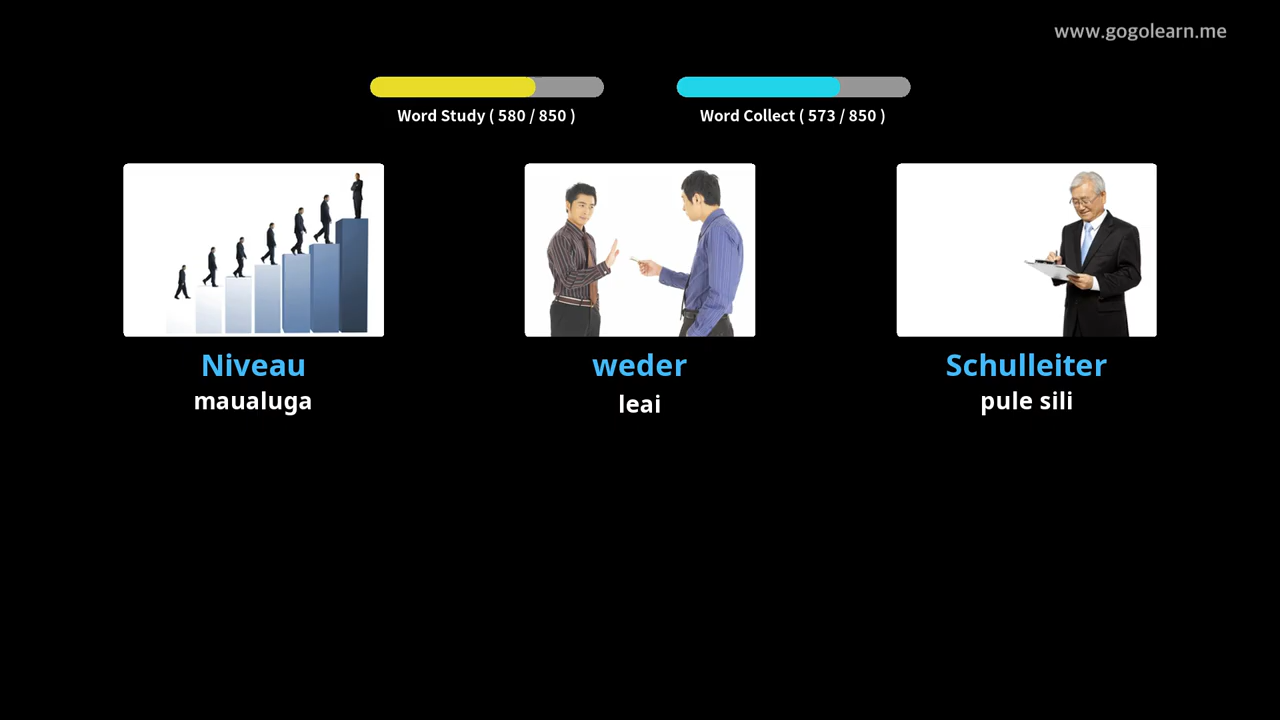 www.gogolearn.me
Word Study ( 580 / 850 )
Word Collect ( 573 / 850 )
Niveau
maualuga
weder
leai
Schulleiter
pule sili